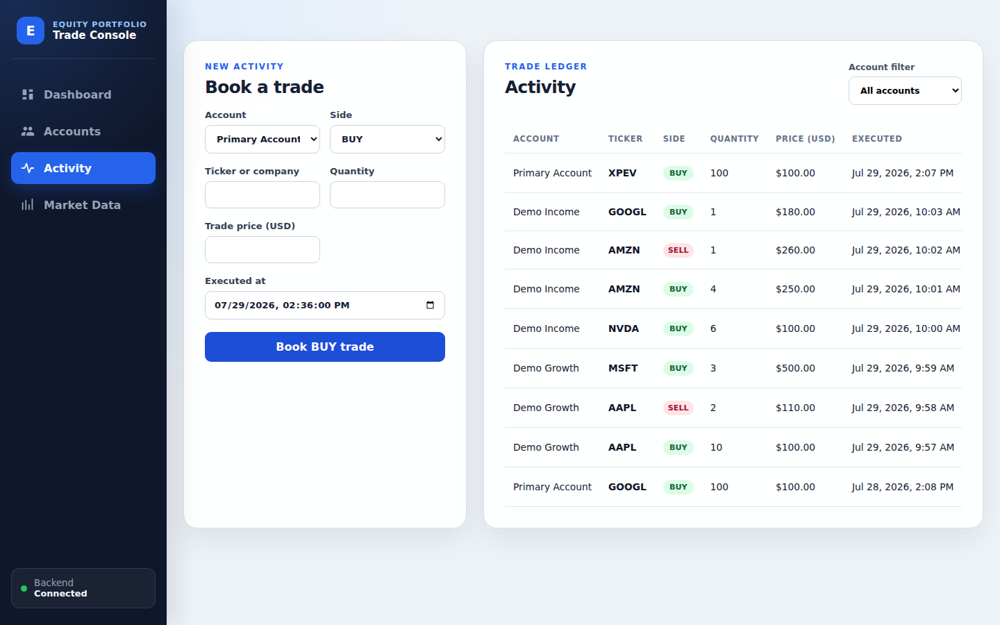 E
EQUITY PORTFOLIO
Trade Console
Dashboard
Accounts
Activity
Market Data
Backend
Connected
NEW ACTIVITY
Book a trade
Account Side
Primary Account BUY
Ticker or company Quantity
Trade price (USD)
Executed at
07/29/2026, 02:36:00 PM
Book BUY trade
TRADE LEDGER
Activity
Account filter
All accounts
ACCOUNT TICKER SIDE QUANTITY PRICE (USD) EXECUTED
Primary Account XPEV BUY 100 $100.00 Jul 29, 2026, 2:07 PM
Demo Income GOOGL BUY 1 $180.00 Jul 29, 2026, 10:03 AM
Demo Income AMZN SELL 1 $260.00 Jul 29, 2026, 10:02 AM
Demo Income AMZN BUY 4 $250.00 Jul 29, 2026, 10:01 AM
Demo Income NVDA BUY 6 $100.00 Jul 29, 2026, 10:00 AM
Demo Growth MSFT BUY 3 $500.00 Jul 29, 2026, 9:59 AM
Demo Growth AAPL SELL 2 $110.00 Jul 29, 2026, 9:58 AM
Demo Growth AAPL BUY 10 $100.00 Jul 29, 2026, 9:57 AM
Primary Account GOOGL BUY 100 $100.00 Jul 28, 2026, 2:08 PM